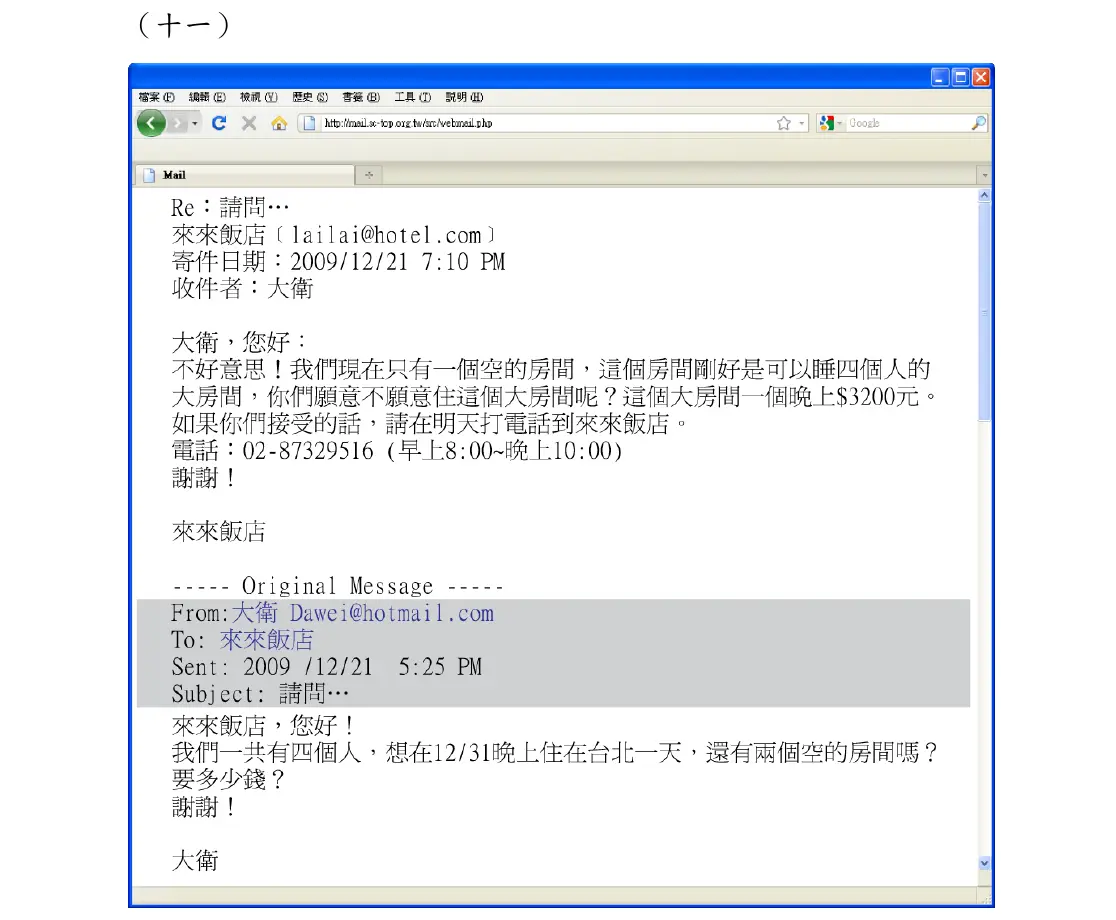 （十一）
檔案(F) 編輯(E) 檢視(V) 歷史(S) 書籤(B) 工具(T) 說明(H)
http://mail.sc-top.org.tw/src/webmail.php
Google
Mail
Re：請問…
來來飯店﹝lailai@hotel.com﹞
寄件日期：2009/12/21 7:10 PM
收件者：大衛
大衛，您好：
不好意思！我們現在只有一個空的房間，這個房間剛好是可以睡四個人的
大房間，你們願意不願意住這個大房間呢？這個大房間一個晚上$3200元。
如果你們接受的話，請在明天打電話到來來飯店。
電話：02-87329516 (早上8:00~晚上10:00)
謝謝！
來來飯店
----- Original Message -----
From:大衛 Dawei@hotmail.com
To: 來來飯店
Sent: 2009 /12/21 5:25 PM
Subject: 請問…
來來飯店，您好！
我們一共有四個人，想在12/31晚上住在台北一天，還有兩個空的房間嗎？
要多少錢？
謝謝！
大衛